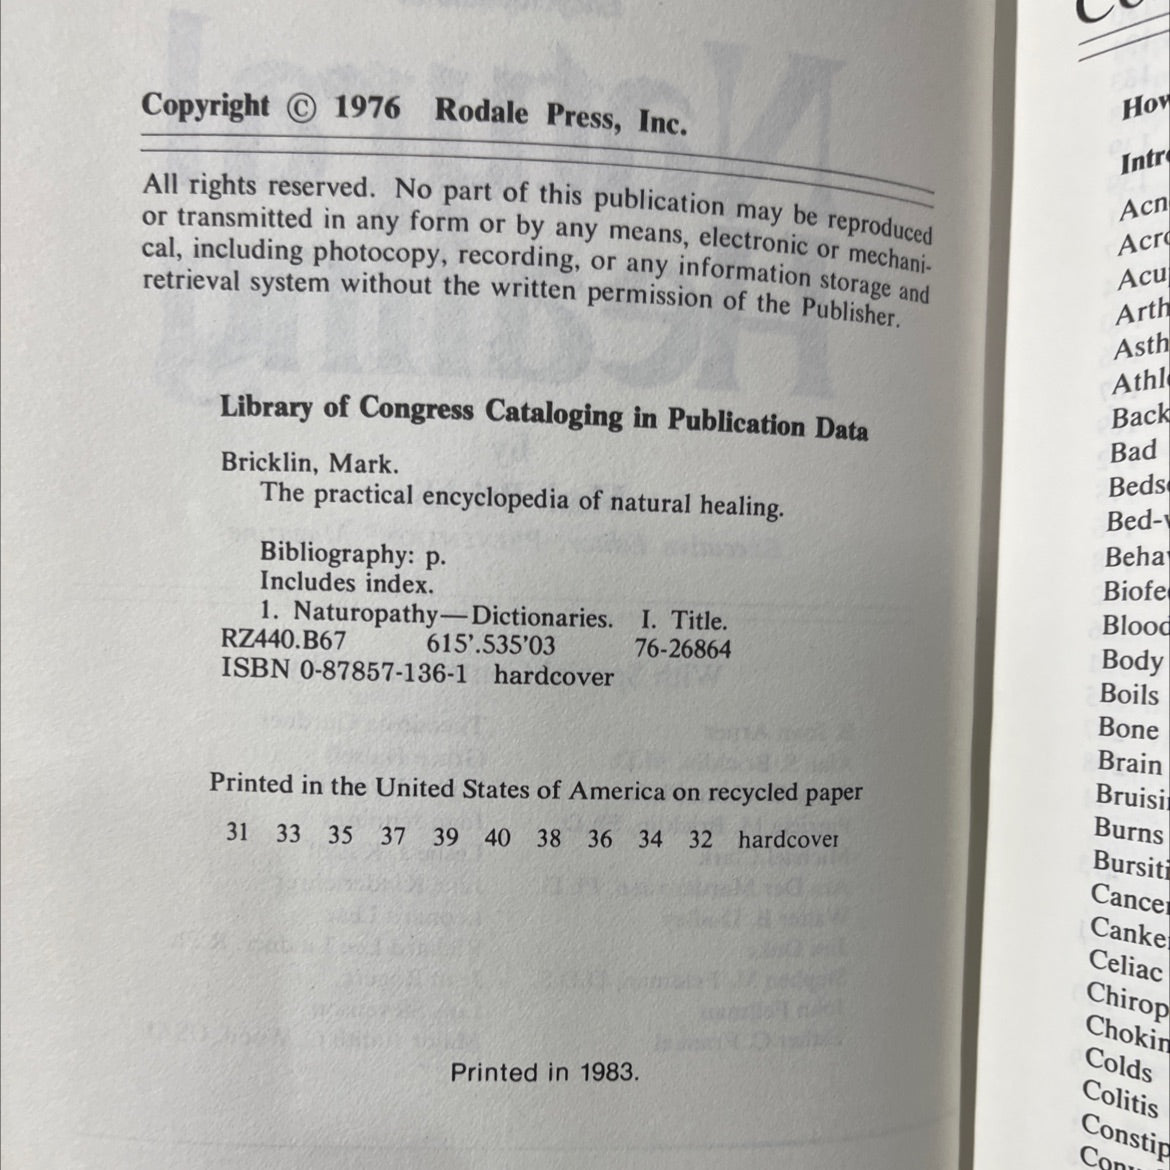 Copyright © 1976 Rodale Press, Inc.
All rights reserved. No part of this publication may be reproduced
or transmitted in any form or by any means, electronic or mechani-
cal, including photocopy, recording, or any information storage and
retrieval system without the written permission of the Publisher.
Library of Congress Cataloging in Publication Data
Bricklin, Mark.
The practical encyclopedia of natural healing.
Bibliography: p.
Includes index.
1. Naturopathy—Dictionaries. I. Title.
RZ440.B67 615'.535'03 76-26864
ISBN 0-87857-136-1 hardcover
Printed in the United States of America on recycled paper
31 33 35 37 39 40 38 36 34 32 hardcover
Printed in 1983.
How
Intro
Acn
Acro
Acu
Arth
Asth
Athl
Back
Bad
Beds
Bed-
Beha
Biofe
Blood
Body
Boils
Bone
Brain
Bruisi
Burns
Bursiti
Cancer
Canke
Celiac
Chirop
Chokin
Colds
Colitis
Constip